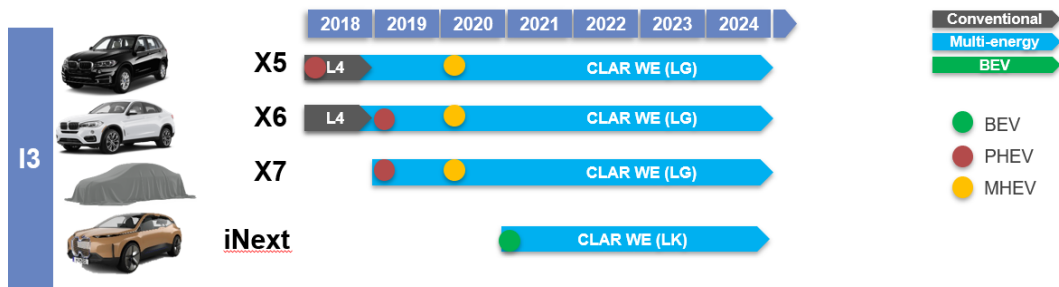 2018 2019 2020 2021 2022 2023 2024
Conventional
Multi-energy
BEV
I3
X5 L4 CLAR WE (LG)
X6 L4 CLAR WE (LG)
X7 CLAR WE (LG)
iNext CLAR WE (LK)
BEV
PHEV
MHEV